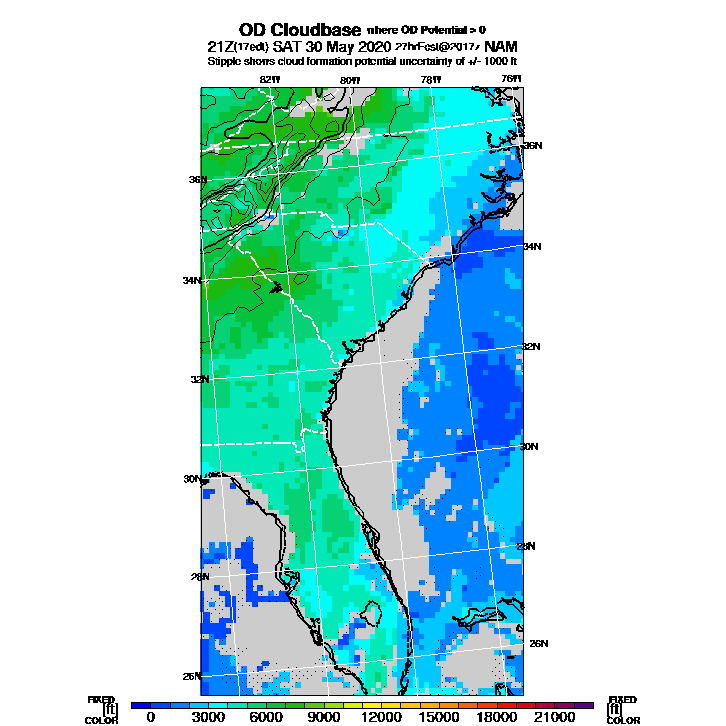 OD Cloudbase where OD Potential > 0
21Z(17edt) SAT 30 May 2020 27hrFcst@2017z NAM
Stipple shows cloud formation potential uncertainty of +/- 1000 ft
82W 80W 78W 76W
36N
36N
34N
34N
32N
32N
30N
30N
28N
28N
26N
26N
FIXED
[ft]
COLOR
0 3000 6000 9000 12000 15000 18000 21000
FIXED
[ft]
COLOR